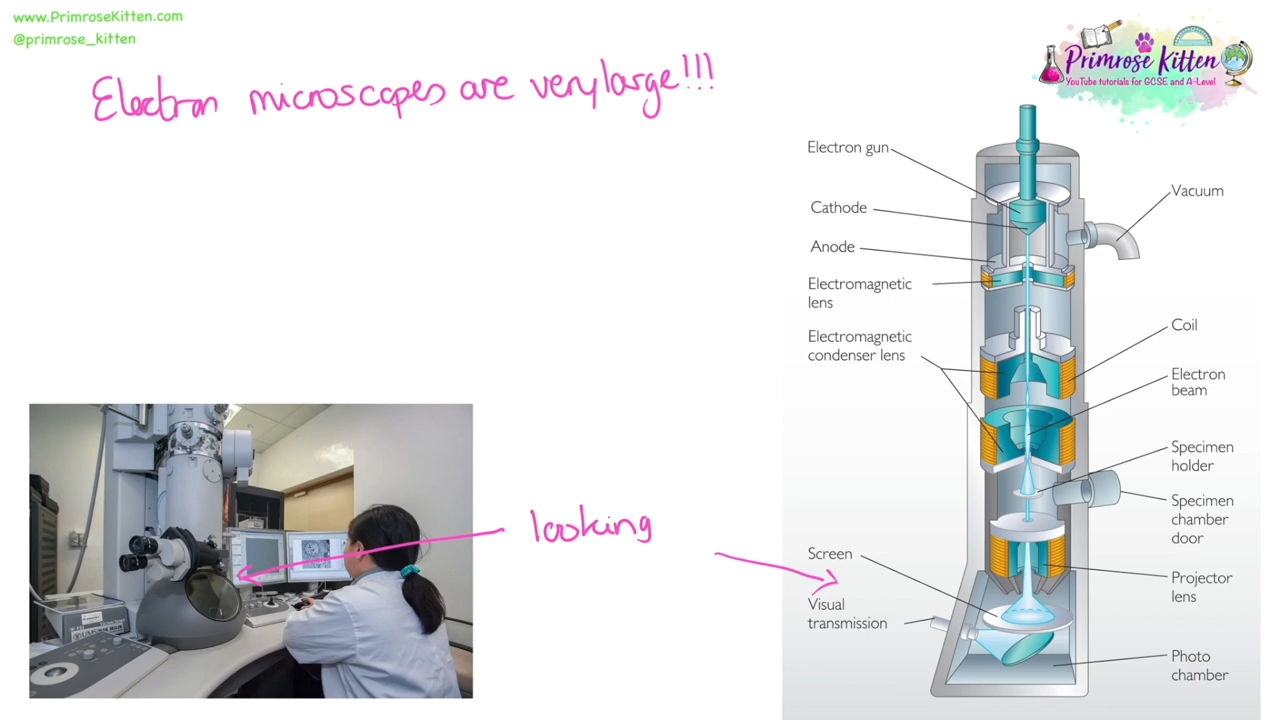 www.PrimroseKitten.com
@primrose_kitten
Primrose Kitten
YouTube tutorials for GCSE and A-Level
Electron microscopes are very large!!!
Electron gun
Cathode
Anode
Electromagnetic
lens
Electromagnetic
condenser lens
Vacuum
Coil
Electron
beam
Specimen
holder
Specimen
chamber
door
looking
Screen
Visual
transmission
Projector
lens
Photo
chamber